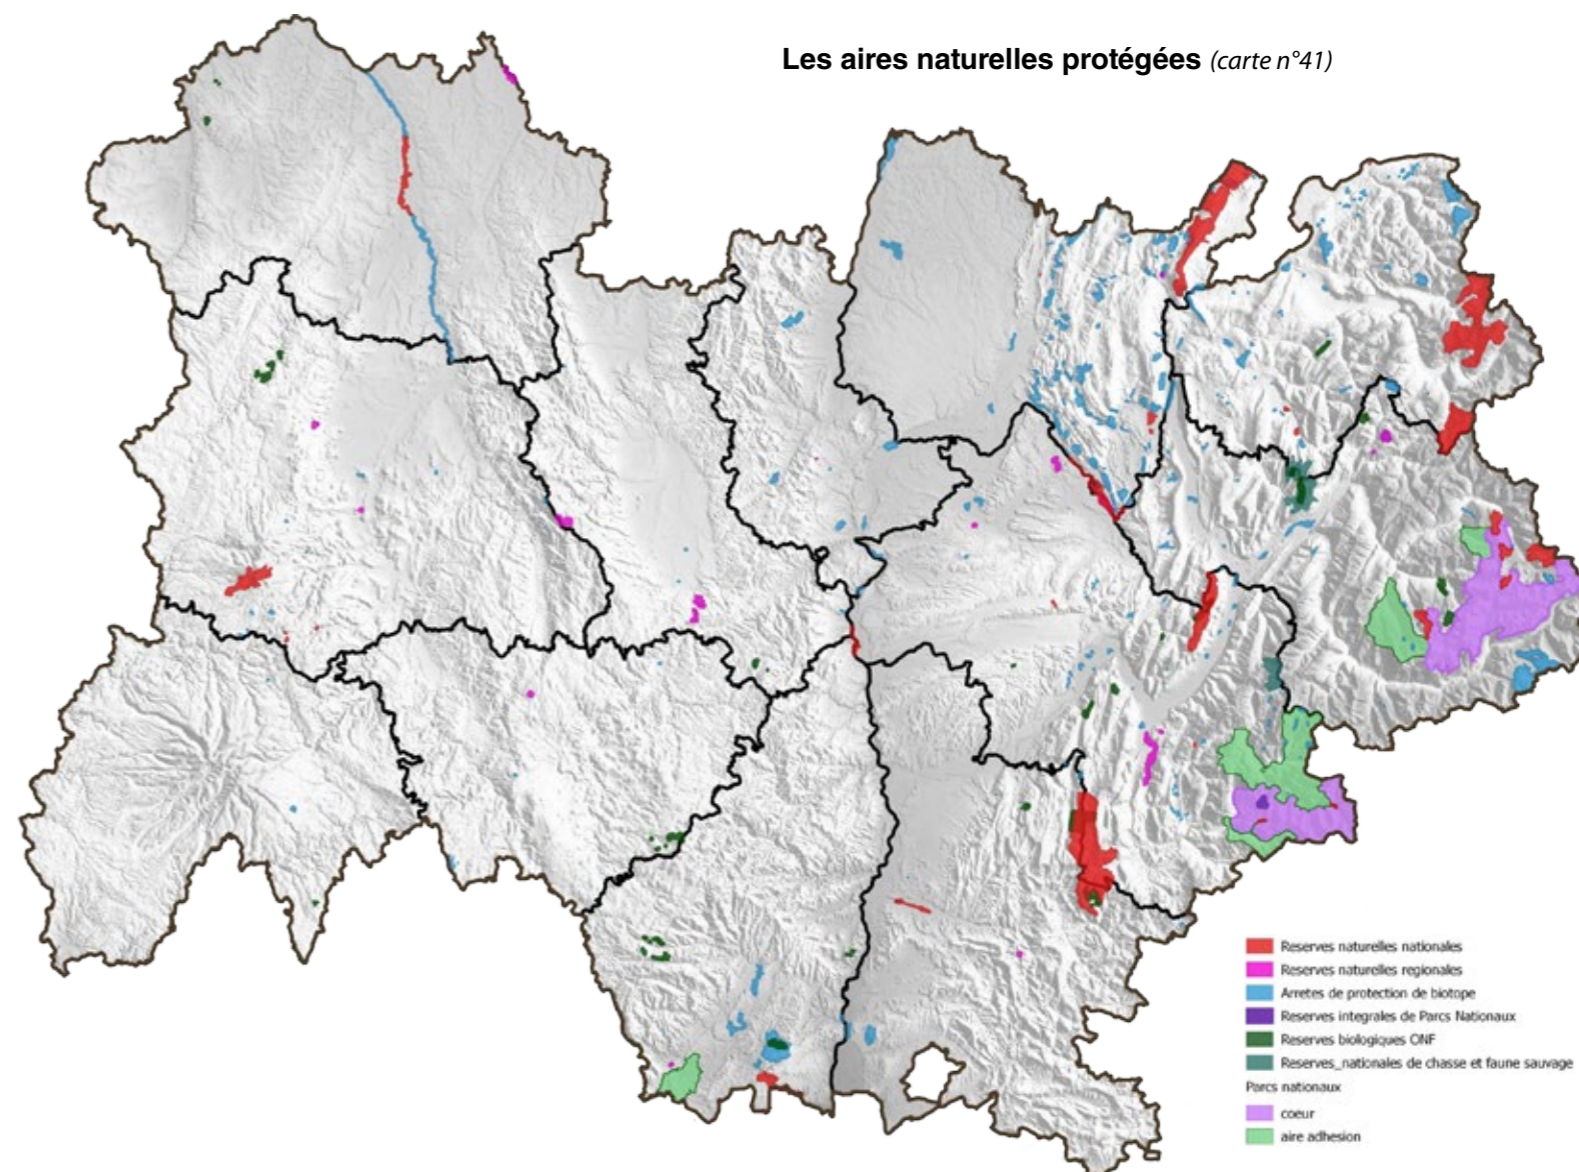 Les aires naturelles protégées (carte n°41)
Reserves naturelles nationales
Reserves naturelles regionales
Arretes de protection de biotope
Reserves integrales de Parcs Nationaux
Reserves biologiques ONF
Reserves_nationales de chasse et faune sauvage
Parcs nationaux
coeur
aire adhesion